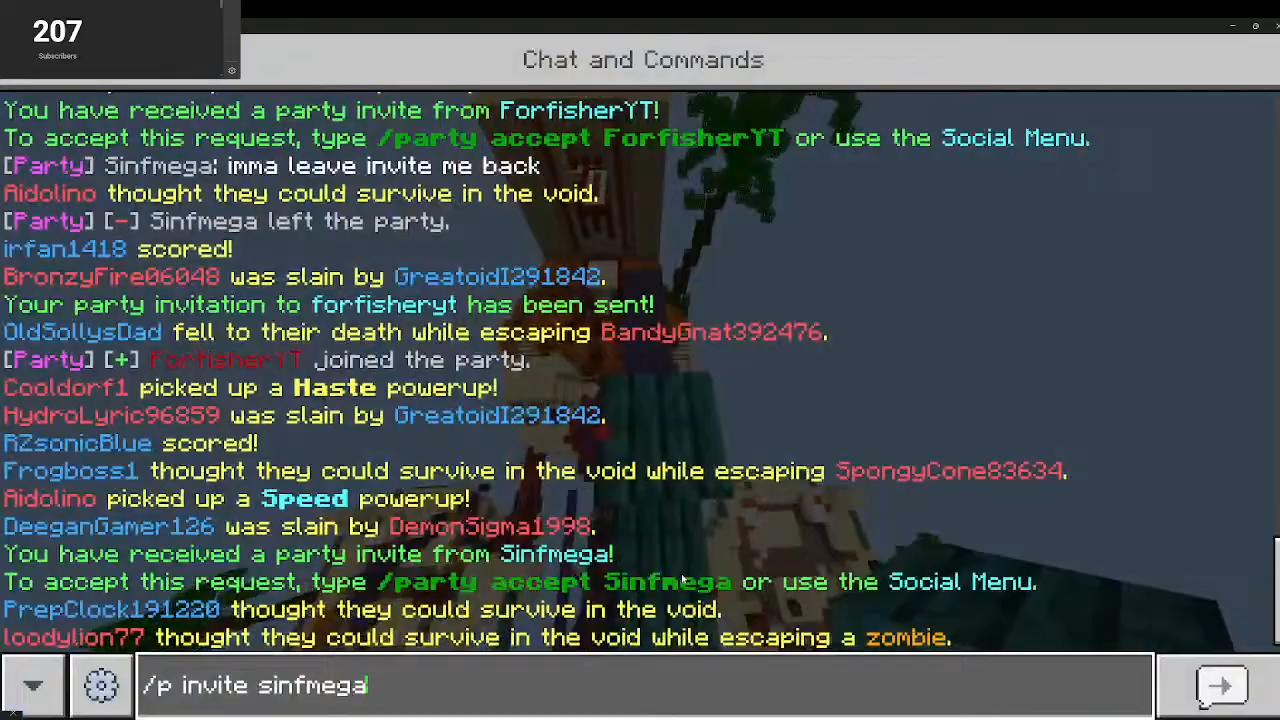 207
Subscribers
Chat and Commands
You have received a party invite from ForfisherYT!
To accept this request, type /party accept ForfisherYT or use the Social Menu.
[Party] Sinfmega: imma leave invite me back
Aidolino thought they could survive in the void.
[Party] [-] Sinfmega left the party.
irfan1418 scored!
BronzyFire06048 was slain by GreatoidI291842.
Your party invitation to forfisheryt has been sent!
OldSollysDad fell to their death while escaping BandyGnat392476.
[Party] [+] ForfisherYT joined the party.
Cooldorf1 picked up a Haste powerup!
HydroLyric96859 was slain by GreatoidI291842.
RZsonicBlue scored!
Frogboss1 thought they could survive in the void while escaping SpongyCone83634.
Aidolino picked up a Speed powerup!
DeeganGamer126 was slain by DemonSigma1998.
You have received a party invite from Sinfmega!
To accept this request, type /party accept Sinfmega or use the Social Menu.
PrepClock191220 thought they could survive in the void.
loodylion77 thought they could survive in the void while escaping a zombie.
/p invite sinfmega